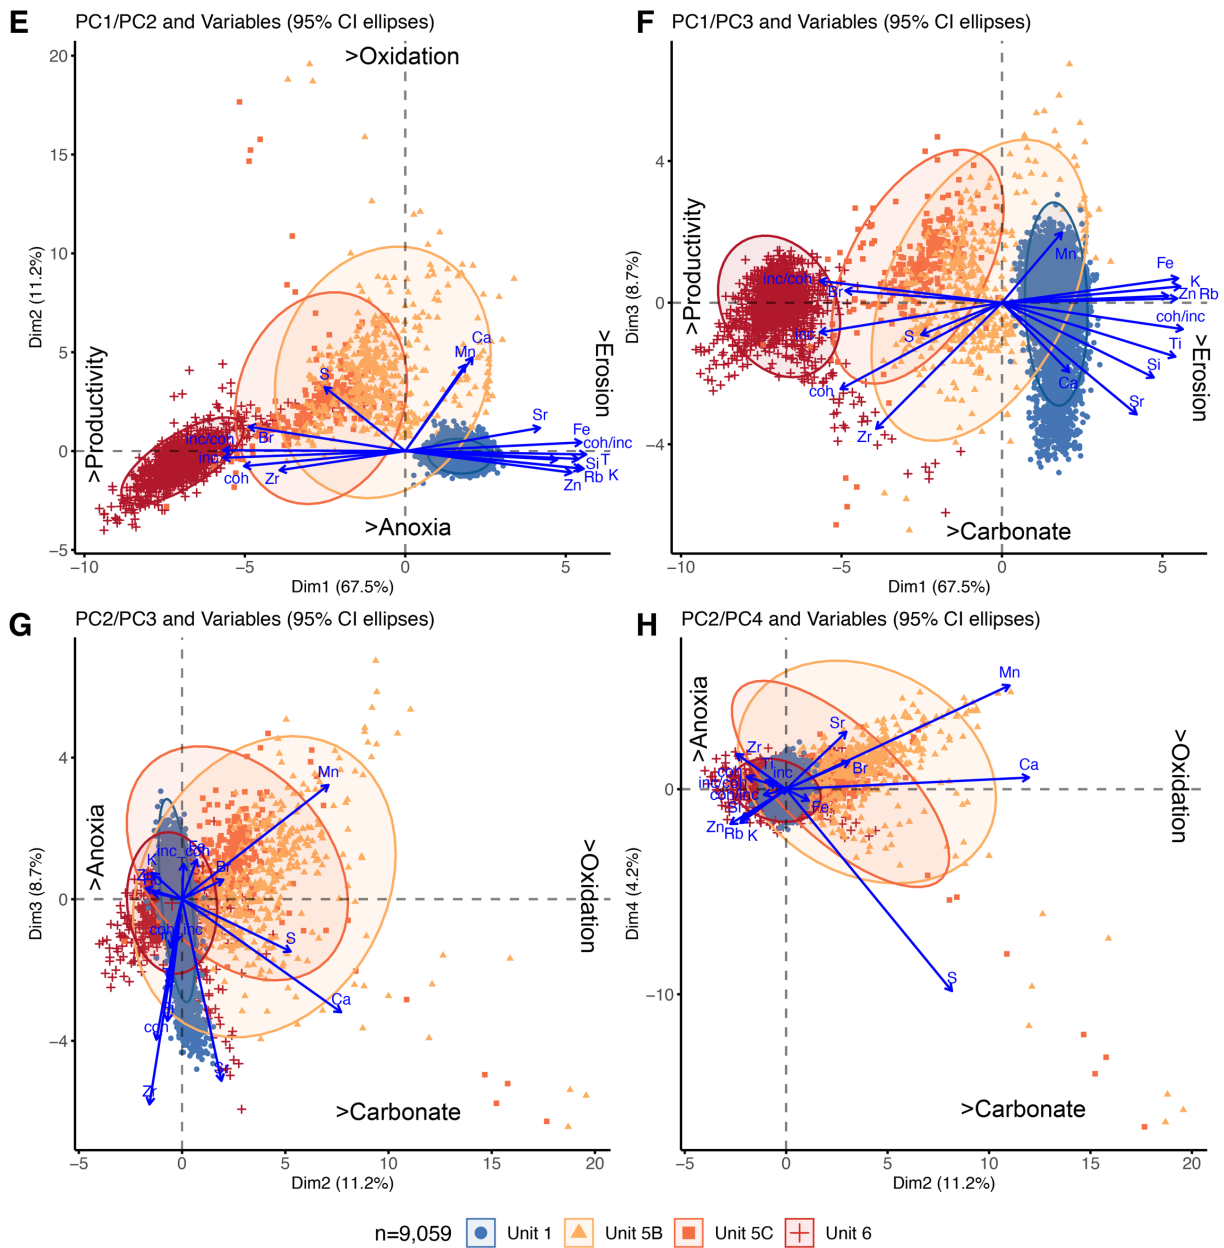 E
PC1/PC2 and Variables (95% CI ellipses)
>Oxidation
>Productivity
>Erosion
>Anoxia
Ca
Mn
S
Sr
Fe
coh/inc
Si T
Rb K
Zn
inc/coh
Br
inc
coh
Zr
20
15
10
5
0
−5
Dim2 (11.2%)
−10
−5
0
5
Dim1 (67.5%)
F
PC1/PC3 and Variables (95% CI ellipses)
>Productivity
>Erosion
>Carbonate
Mn
Fe
K
Zn Rb
coh/inc
Ti
Si
Sr
Ca
inc/coh
Br
inc
S
coh
Zr
4
0
−4
Dim3 (8.7%)
−10
−5
0
5
Dim1 (67.5%)
G
PC2/PC3 and Variables (95% CI ellipses)
>Anoxia
>Oxidation
>Carbonate
Mn
Fe
inc coh
K
Br
S
Ca
coh
Zr
Sr
4
0
−4
Dim3 (8.7%)
−5
0
5
10
15
20
Dim2 (11.2%)
H
PC2/PC4 and Variables (95% CI ellipses)
>Anoxia
>Oxidation
>Carbonate
Mn
Sr
Zr
Ti
inc
Br
Ca
coh
inc/coh
coh/inc
Si
Fe
Zn Rb K
S
0
−10
Dim4 (4.2%)
−5
0
5
10
15
20
Dim2 (11.2%)
n=9,059
Unit 1
Unit 5B
Unit 5C
Unit 6